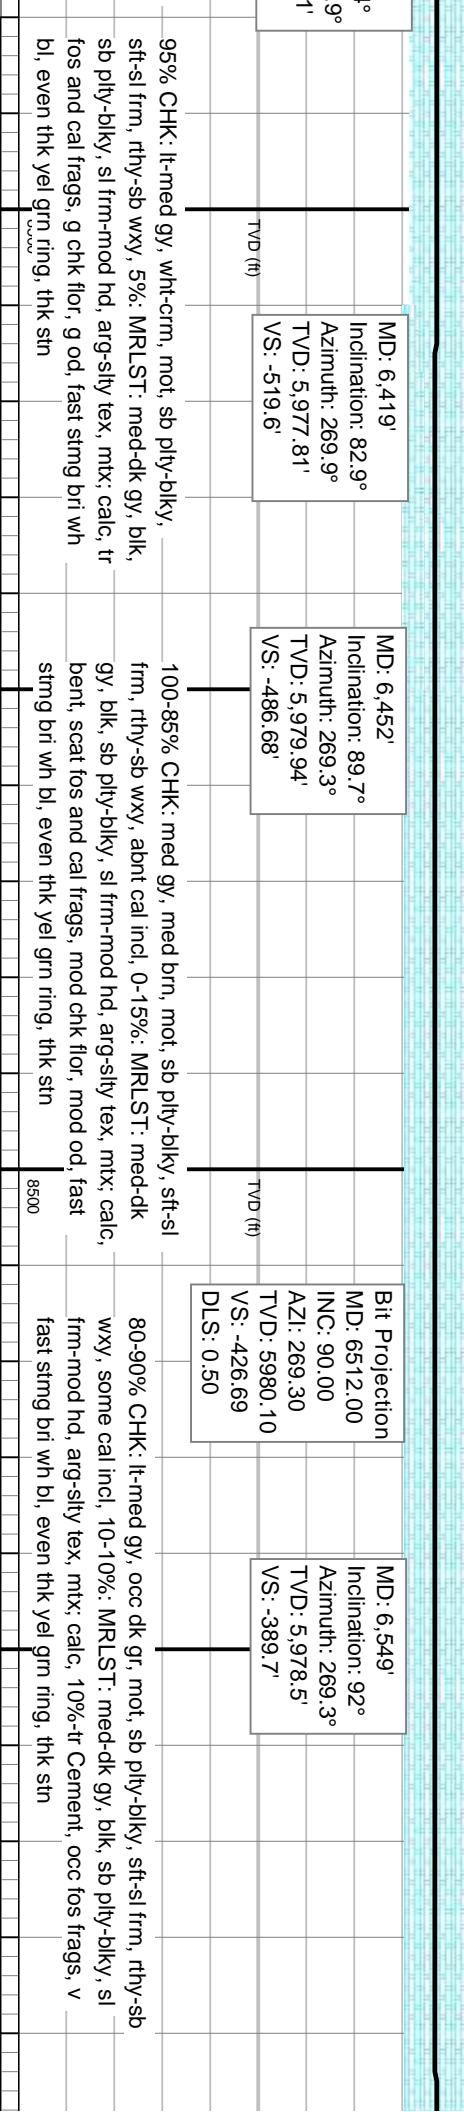 TVD (ft)
95% CHK: lt-med gy, wht-crm, mot, sb plty-blky,
sft-sl frm, rthy-sb wxy, 5%: MRLST: med-dk gy, blk,
sb plty-blky, sl frm-mod hd, arg-slty tex, mtx; calc, tr
fos and cal frags, g chk flor, g od, fast stmg bri wh
bl, even thk yel grn ring, thk stn
MD: 6,419'
Inclination: 82.9°
Azimuth: 269.9°
TVD: 5,977.81'
VS: -519.6'
MD: 6,452'
Inclination: 89.7°
Azimuth: 269.3°
TVD: 5,979.94'
VS: -486.68'
100-85% CHK: med gy, med brn, mot, sb plty-blky, sft-sl
frm, rthy-sb wxy, abnt cal incl, 0-15%: MRLST: med-dk
gy, blk, sb plty-blky, sl frm-mod hd, arg-slty tex, mtx; calc,
bent, scat fos and cal frags, mod chk flor, mod od, fast
stmg bri wh bl, even thk yel grn ring, thk stn
TVD (ft)
8500
Bit Projection
MD: 6512.00
INC: 90.00
AZI: 269.30
TVD: 5980.10
VS: -426.69
DLS: 0.50
MD: 6,549'
Inclination: 92°
Azimuth: 269.3°
TVD: 5,978.5'
VS: -389.7'
80-90% CHK: lt-med gy, occ dk gr, mot, sb plty-blky, sft-sl frm, rthy-sb
wxy, some cal incl, 10-10%: MRLST: med-dk gy, blk, sb plty-blky, sl
frm-mod hd, arg-slty tex, mtx; calc, 10%-tr Cement, occ fos frags, v
fast stmg bri wh bl, even thk yel grn ring, thk stn